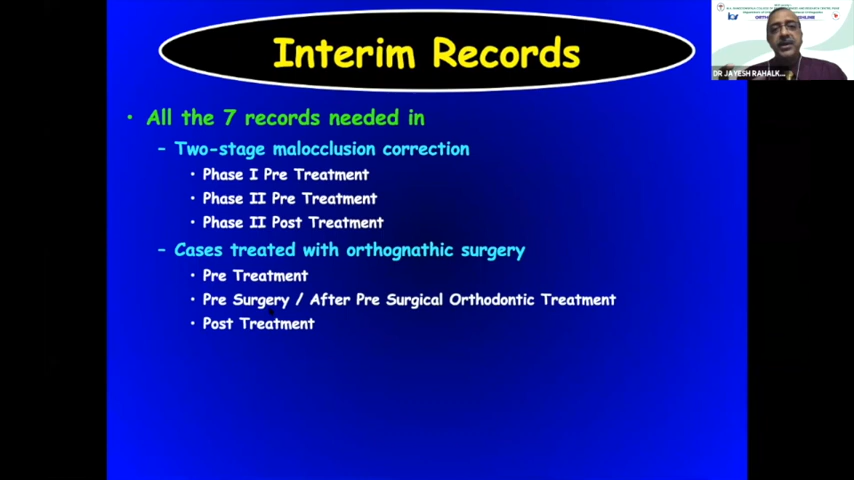 Interim Records
• All the 7 records needed in
– Two-stage malocclusion correction
• Phase I Pre Treatment
• Phase II Pre Treatment
• Phase II Post Treatment
– Cases treated with orthognathic surgery
• Pre Treatment
• Pre Surgery / After Pre Surgical Orthodontic Treatment
• Post Treatment
DR JAYESH RAHALK...